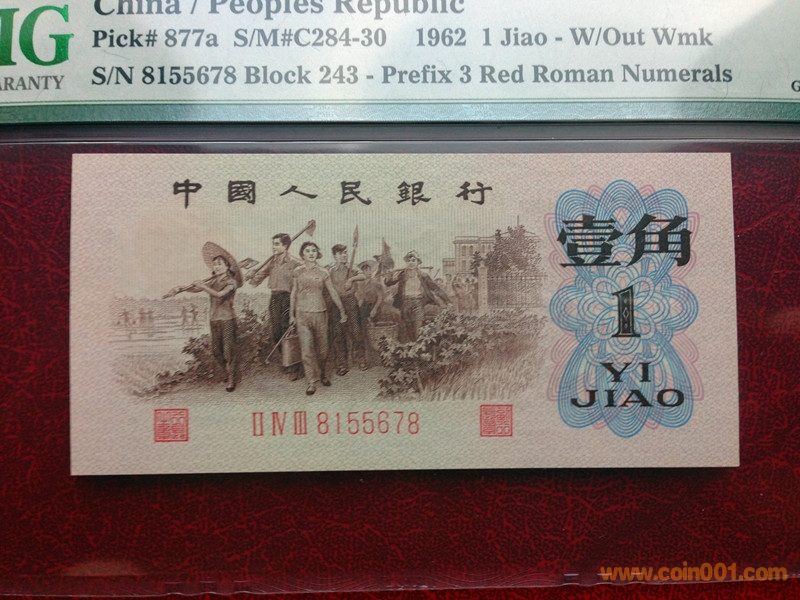 China / Peoples Republic
MG
Pick# 877a S/M#C284-30 1962 1 Jiao - W/Out Wmk
ARANTY
S/N 8155678 Block 243 - Prefix 3 Red Roman Numerals
G
中國人民銀行
壹角
1
YI
JIAO
II IV III 8155678
www.coin001.com